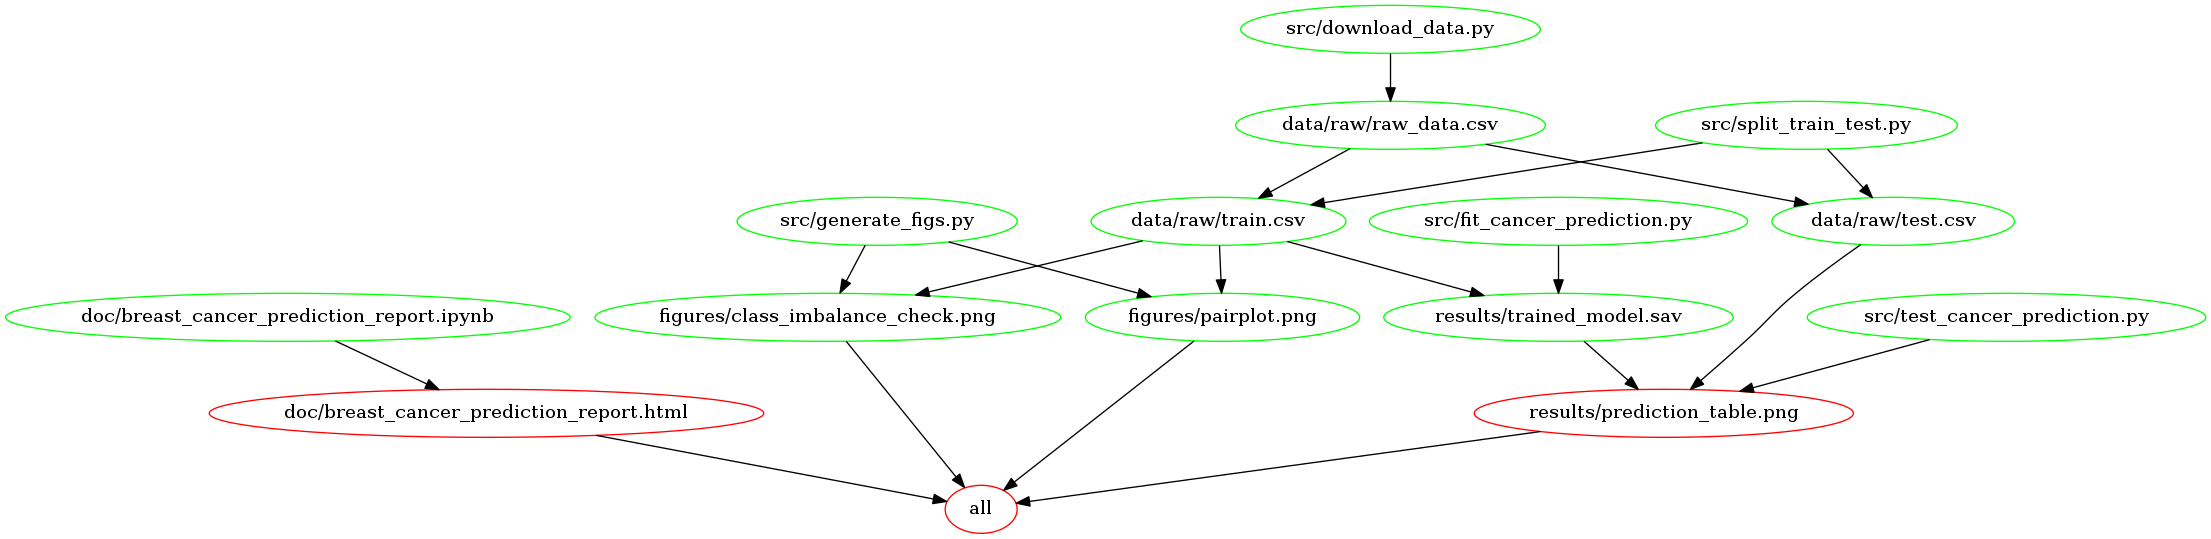 src/download_data.py
data/raw/raw_data.csv
src/split_train_test.py
src/generate_figs.py
data/raw/train.csv
src/fit_cancer_prediction.py
data/raw/test.csv
doc/breast_cancer_prediction_report.ipynb
figures/class_imbalance_check.png
figures/pairplot.png
results/trained_model.sav
src/test_cancer_prediction.py
doc/breast_cancer_prediction_report.html
results/prediction_table.png
all